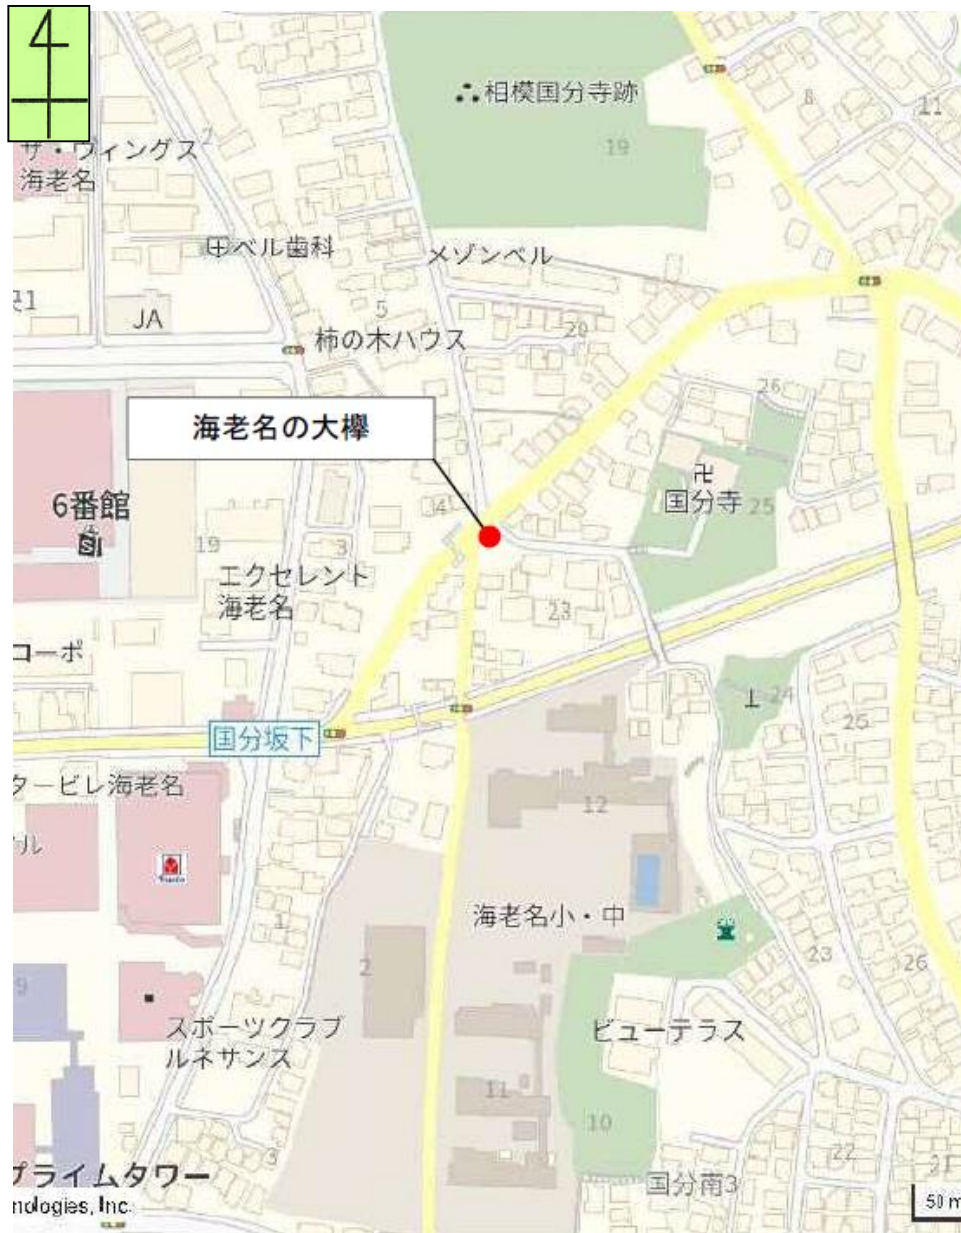 相模国分寺跡
8
11
7
19
ザ・ウィングス
海老名
ベル歯科
メゾンベル
5
JA
20
柿の木ハウス
26
海老名の大欅
6番館
4
国分寺
25
19
3
エクセレント
海老名
23
コーポ
24
25
国分坂下
タービレ海老名
12
海老名小・中
1
2
23
26
9
スポーツクラブ
ルネサンス
ビューテラス
11
10
22
21
3
プライムタワー
国分南3
nologies, Inc.
50 m